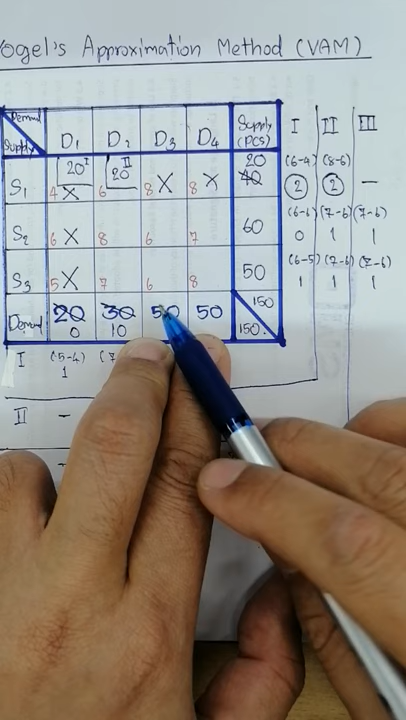 Vogel's Approximation Method (VAM)
Demand Supply D1 D2 D3 D4 Supply (PCS) I II III
S1 4 20 I X 6 20 II 8 X 8 X 20 40 (6-4) 2 (8-6) 2 —
S2 6 X 8 6 7 60 (6-6) 0 (7-6) 1 (7-6) 1
S3 5 X 7 6 8 50 (6-5) 1 (7-6) 1 (7-6) 1
Demand 20 0 30 10 50 50 150 150
I (5-4) 1 (7
II —